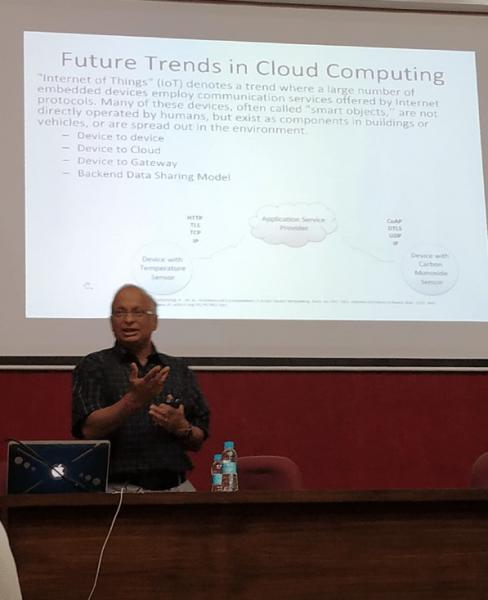 Future Trends in Cloud Computing
"Internet of Things" (IoT) denotes a trend where a large number of
embedded devices employ communication services offered by Internet
protocols. Many of these devices, often called "smart objects," are not
directly operated by humans, but exist as components in buildings or
vehicles, or are spread out in the environment.
– Device to device
– Device to Cloud
– Device to Gateway
– Backend Data Sharing Model
Application Service
Provider
HTTP
TLS
TCP
IP
CoAP
DTLS
UDP
IP
Device with
Temperature
Sensor
Device with
Carbon
Monoxide
Sensor